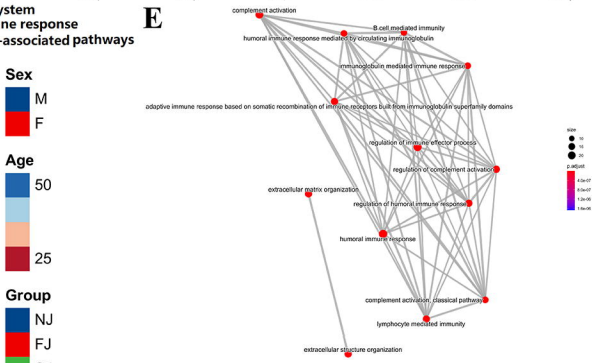 ystem
ne response
-associated pathways
E
Sex
M
F
Age
50
25
Group
NJ
FJ
complement activation
B cell mediated immunity
humoral immune response mediated by circulating immunoglobulin
immunoglobulin mediated immune response
adaptive immune response based on somatic recombination of immune receptors built from immunoglobulin superfamily domains
regulation of immune effector process
regulation of complement activation
extracellular matrix organization
regulation of humoral immune response
humoral immune response
complement activation, classical pathway
lymphocyte mediated immunity
extracellular structure organization
size
p.adjust